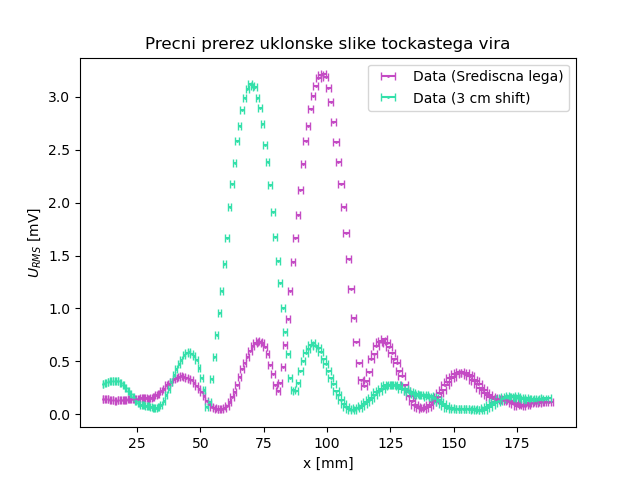 Precni prerez uklonske slike tockastega vira
Data (Srediscna lega)
Data (3 cm shift)
U_RMS [mV]
3.0
2.5
2.0
1.5
1.0
0.5
0.0
25 50 75 100 125 150 175
x [mm]